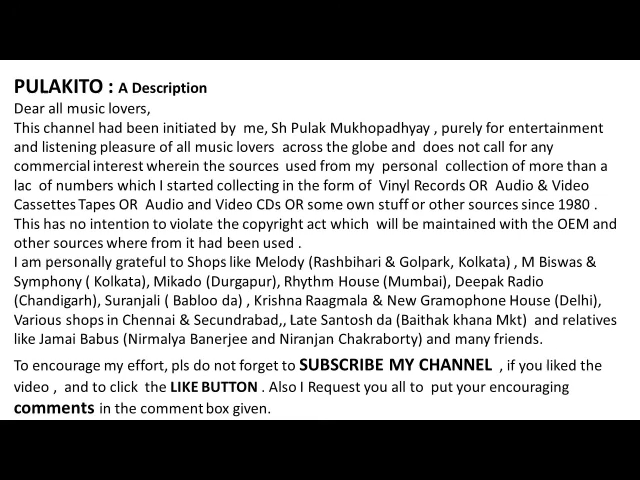 PULAKITO : A Description
Dear all music lovers,
This channel had been initiated by me, Sh Pulak Mukhopadhyay , purely for entertainment
and listening pleasure of all music lovers across the globe and does not call for any
commercial interest wherein the sources used from my personal collection of more than a
lac of numbers which I started collecting in the form of Vinyl Records OR Audio & Video
Cassettes Tapes OR Audio and Video CDs OR some own stuff or other sources since 1980 .
This has no intention to violate the copyright act which will be maintained with the OEM and
other sources where from it had been used .
I am personally grateful to Shops like Melody (Rashbihari & Golpark, Kolkata) , M Biswas &
Symphony ( Kolkata), Mikado (Durgapur), Rhythm House (Mumbai), Deepak Radio
(Chandigarh), Suranjali ( Babloo da) , Krishna Raagmala & New Gramophone House (Delhi),
Various shops in Chennai & Secundrabad,, Late Santosh da (Baithak khana Mkt) and relatives
like Jamai Babus (Nirmalya Banerjee and Niranjan Chakraborty) and many friends.
To encourage my effort, pls do not forget to SUBSCRIBE MY CHANNEL , if you liked the
video , and to click the LIKE BUTTON . Also I Request you all to put your encouraging
comments in the comment box given.